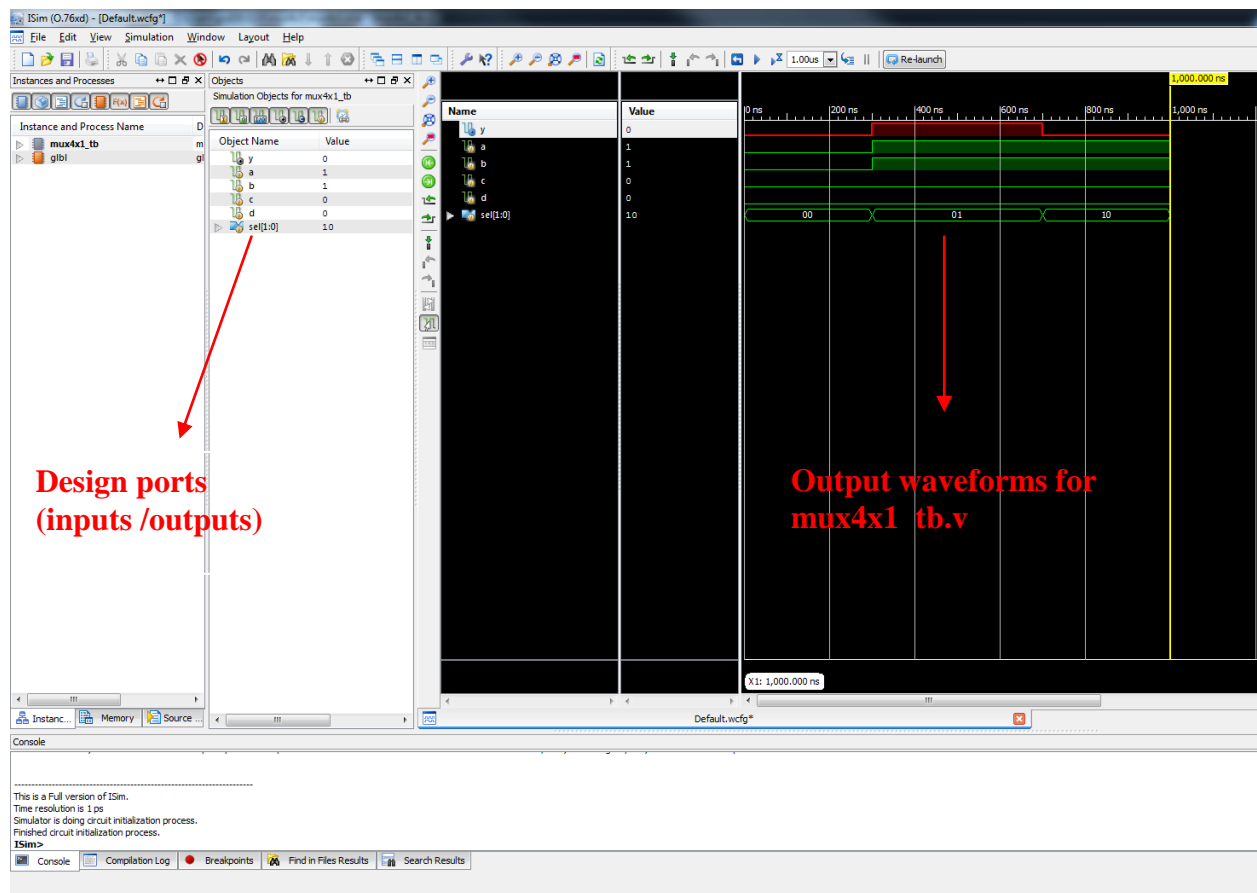 ISim (O.76xd) - [Default.wcfg*]
File Edit View Simulation Window Layout Help
1.00us Re-launch
Instances and Processes
Instance and Process Name D
mux4x1_tb m
glbl gl
Instanc... Memory Source ...
Objects
Simulation Objects for mux4x1_tb
Object Name Value
y 0
a 1
b 1
c 0
d 0
sel[1:0] 10
Name Value
y 0
a 1
b 1
c 0
d 0
sel[1:0] 10
1,000.000 ns
0 ns 200 ns 400 ns 600 ns 800 ns 1,000 ns
00 01 10
Design ports
(inputs /outputs)
Output waveforms for
mux4x1_tb.v
X1: 1,000.000 ns
Default.wcfg*
Console
This is a Full version of ISim.
Time resolution is 1 ps
Simulator is doing circuit initialization process.
Finished circuit initialization process.
ISim>
Console Compilation Log Breakpoints Find in Files Results Search Results